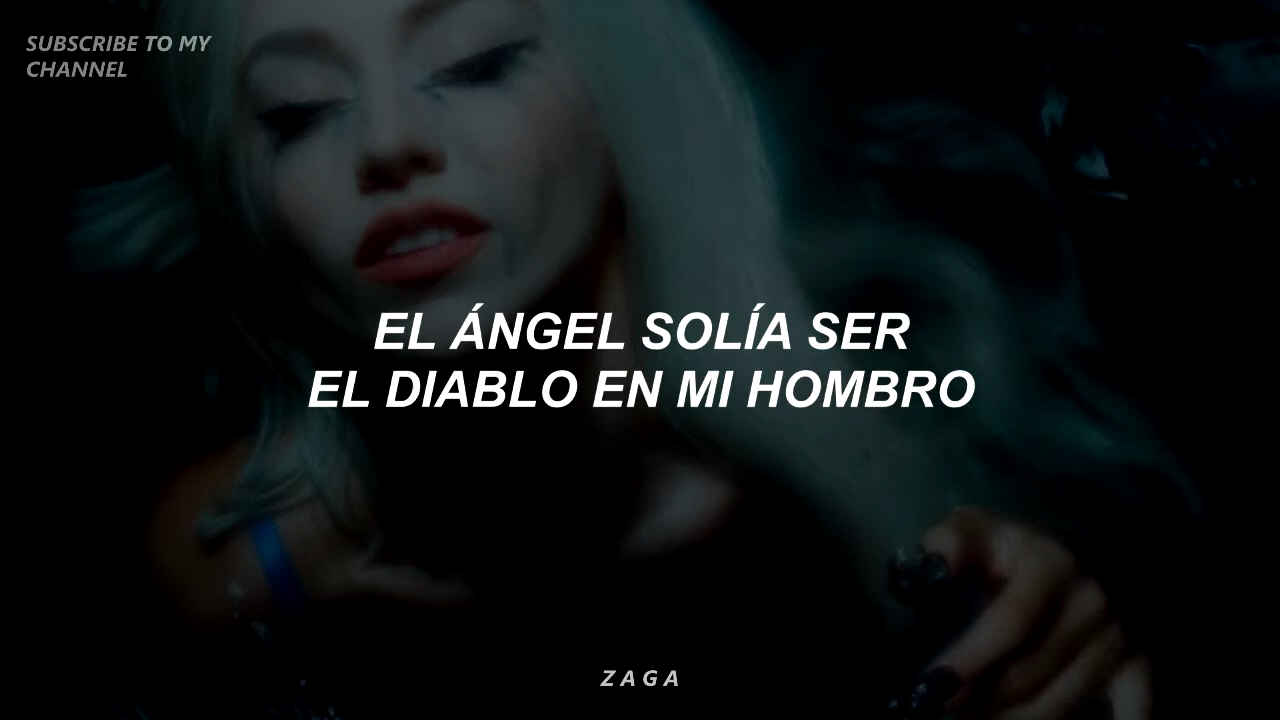 SUBSCRIBE TO MY
CHANNEL
EL ÁNGEL SOLÍA SER
EL DIABLO EN MI HOMBRO
ZAGA